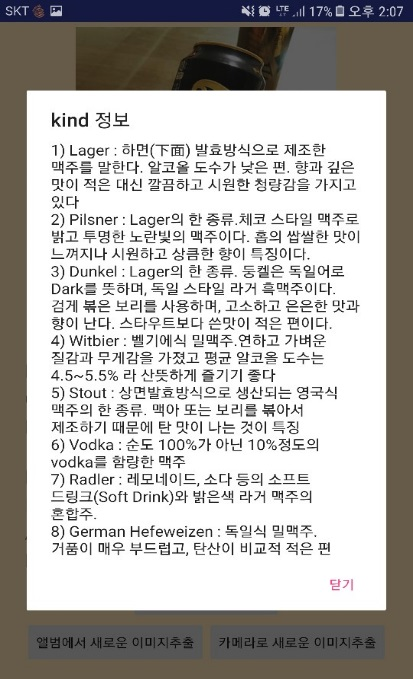 SKT LTE 17% 오후 2:07
kind 정보
1) Lager : 하면(下面) 발효방식으로 제조한
맥주를 말한다. 알코올 도수가 낮은 편. 향과 깊은
맛이 적은 대신 깔끔하고 시원한 청량감을 가지고
있다
2) Pilsner : Lager의 한 종류.체코 스타일 맥주로
밝고 투명한 노란빛의 맥주이다. 홉의 쌉쌀한 맛이
느껴지나 시원하고 상큼한 향이 특징이다.
3) Dunkel : Lager의 한 종류. 둥켈은 독일어로
Dark를 뜻하며, 독일 스타일 라거 흑맥주이다.
검게 볶은 보리를 사용하며, 고소하고 은은한 맛과
향이 난다. 스타우트보다 쓴맛이 적은 편이다.
4) Witbier : 벨기에식 밀맥주.연하고 가벼운
질감과 무게감을 가졌고 평균 알코올 도수는
4.5~5.5% 라 산뜻하게 즐기기 좋다
5) Stout : 상면발효방식으로 생산되는 영국식
맥주의 한 종류. 맥아 또는 보리를 볶아서
제조하기 때문에 탄 맛이 나는 것이 특징
6) Vodka : 순도 100%가 아닌 10%정도의
vodka를 함량한 맥주
7) Radler : 레모네이드, 소다 등의 소프트
드링크(Soft Drink)와 밝은색 라거 맥주의
혼합주.
8) German Hefeweizen : 독일식 밀맥주.
거품이 매우 부드럽고, 탄산이 비교적 적은 편
닫기
앨범에서 새로운 이미지추출 카메라로 새로운 이미지추출